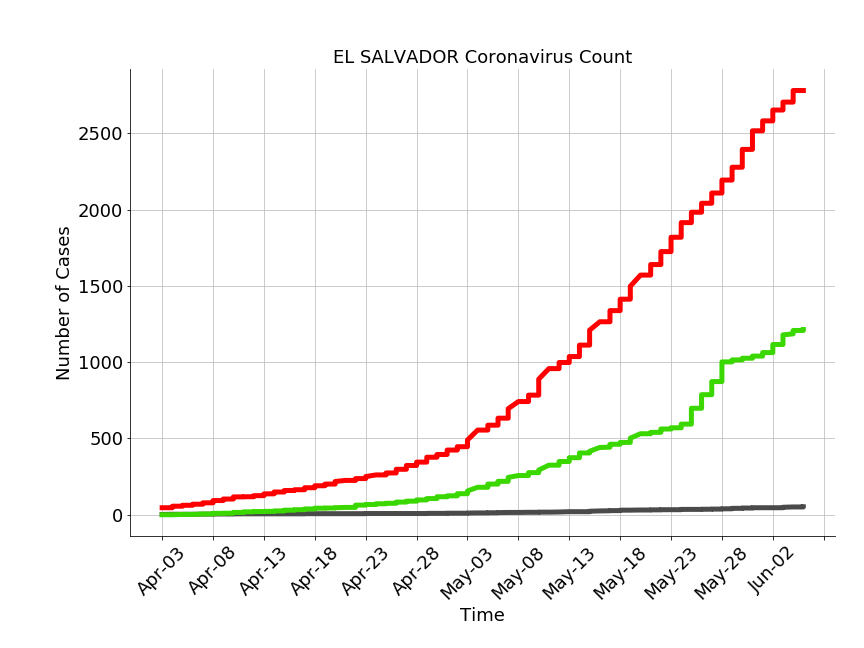 EL SALVADOR Coronavirus Count
Number of Cases
2500
2000
1500
1000
500
0
Apr-03
Apr-08
Apr-13
Apr-18
Apr-23
Apr-28
May-03
May-08
May-13
May-18
May-23
May-28
Jun-02
Time